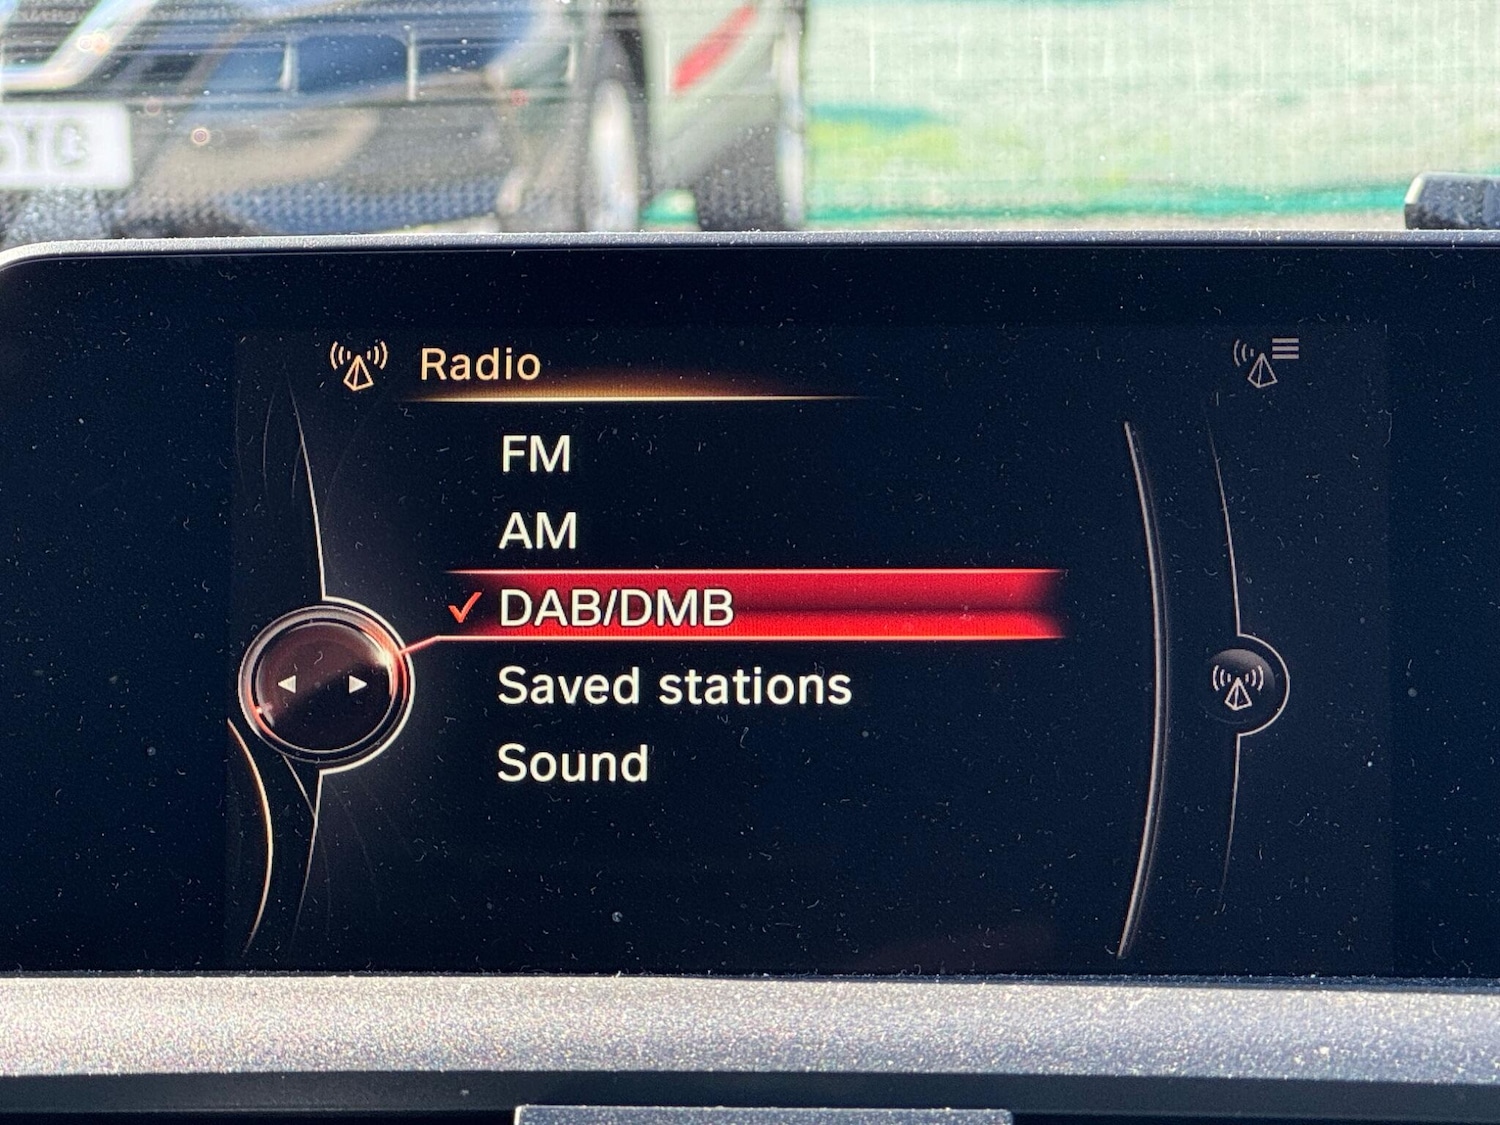 Radio
FM
AM
DAB/DMB
Saved stations
Sound